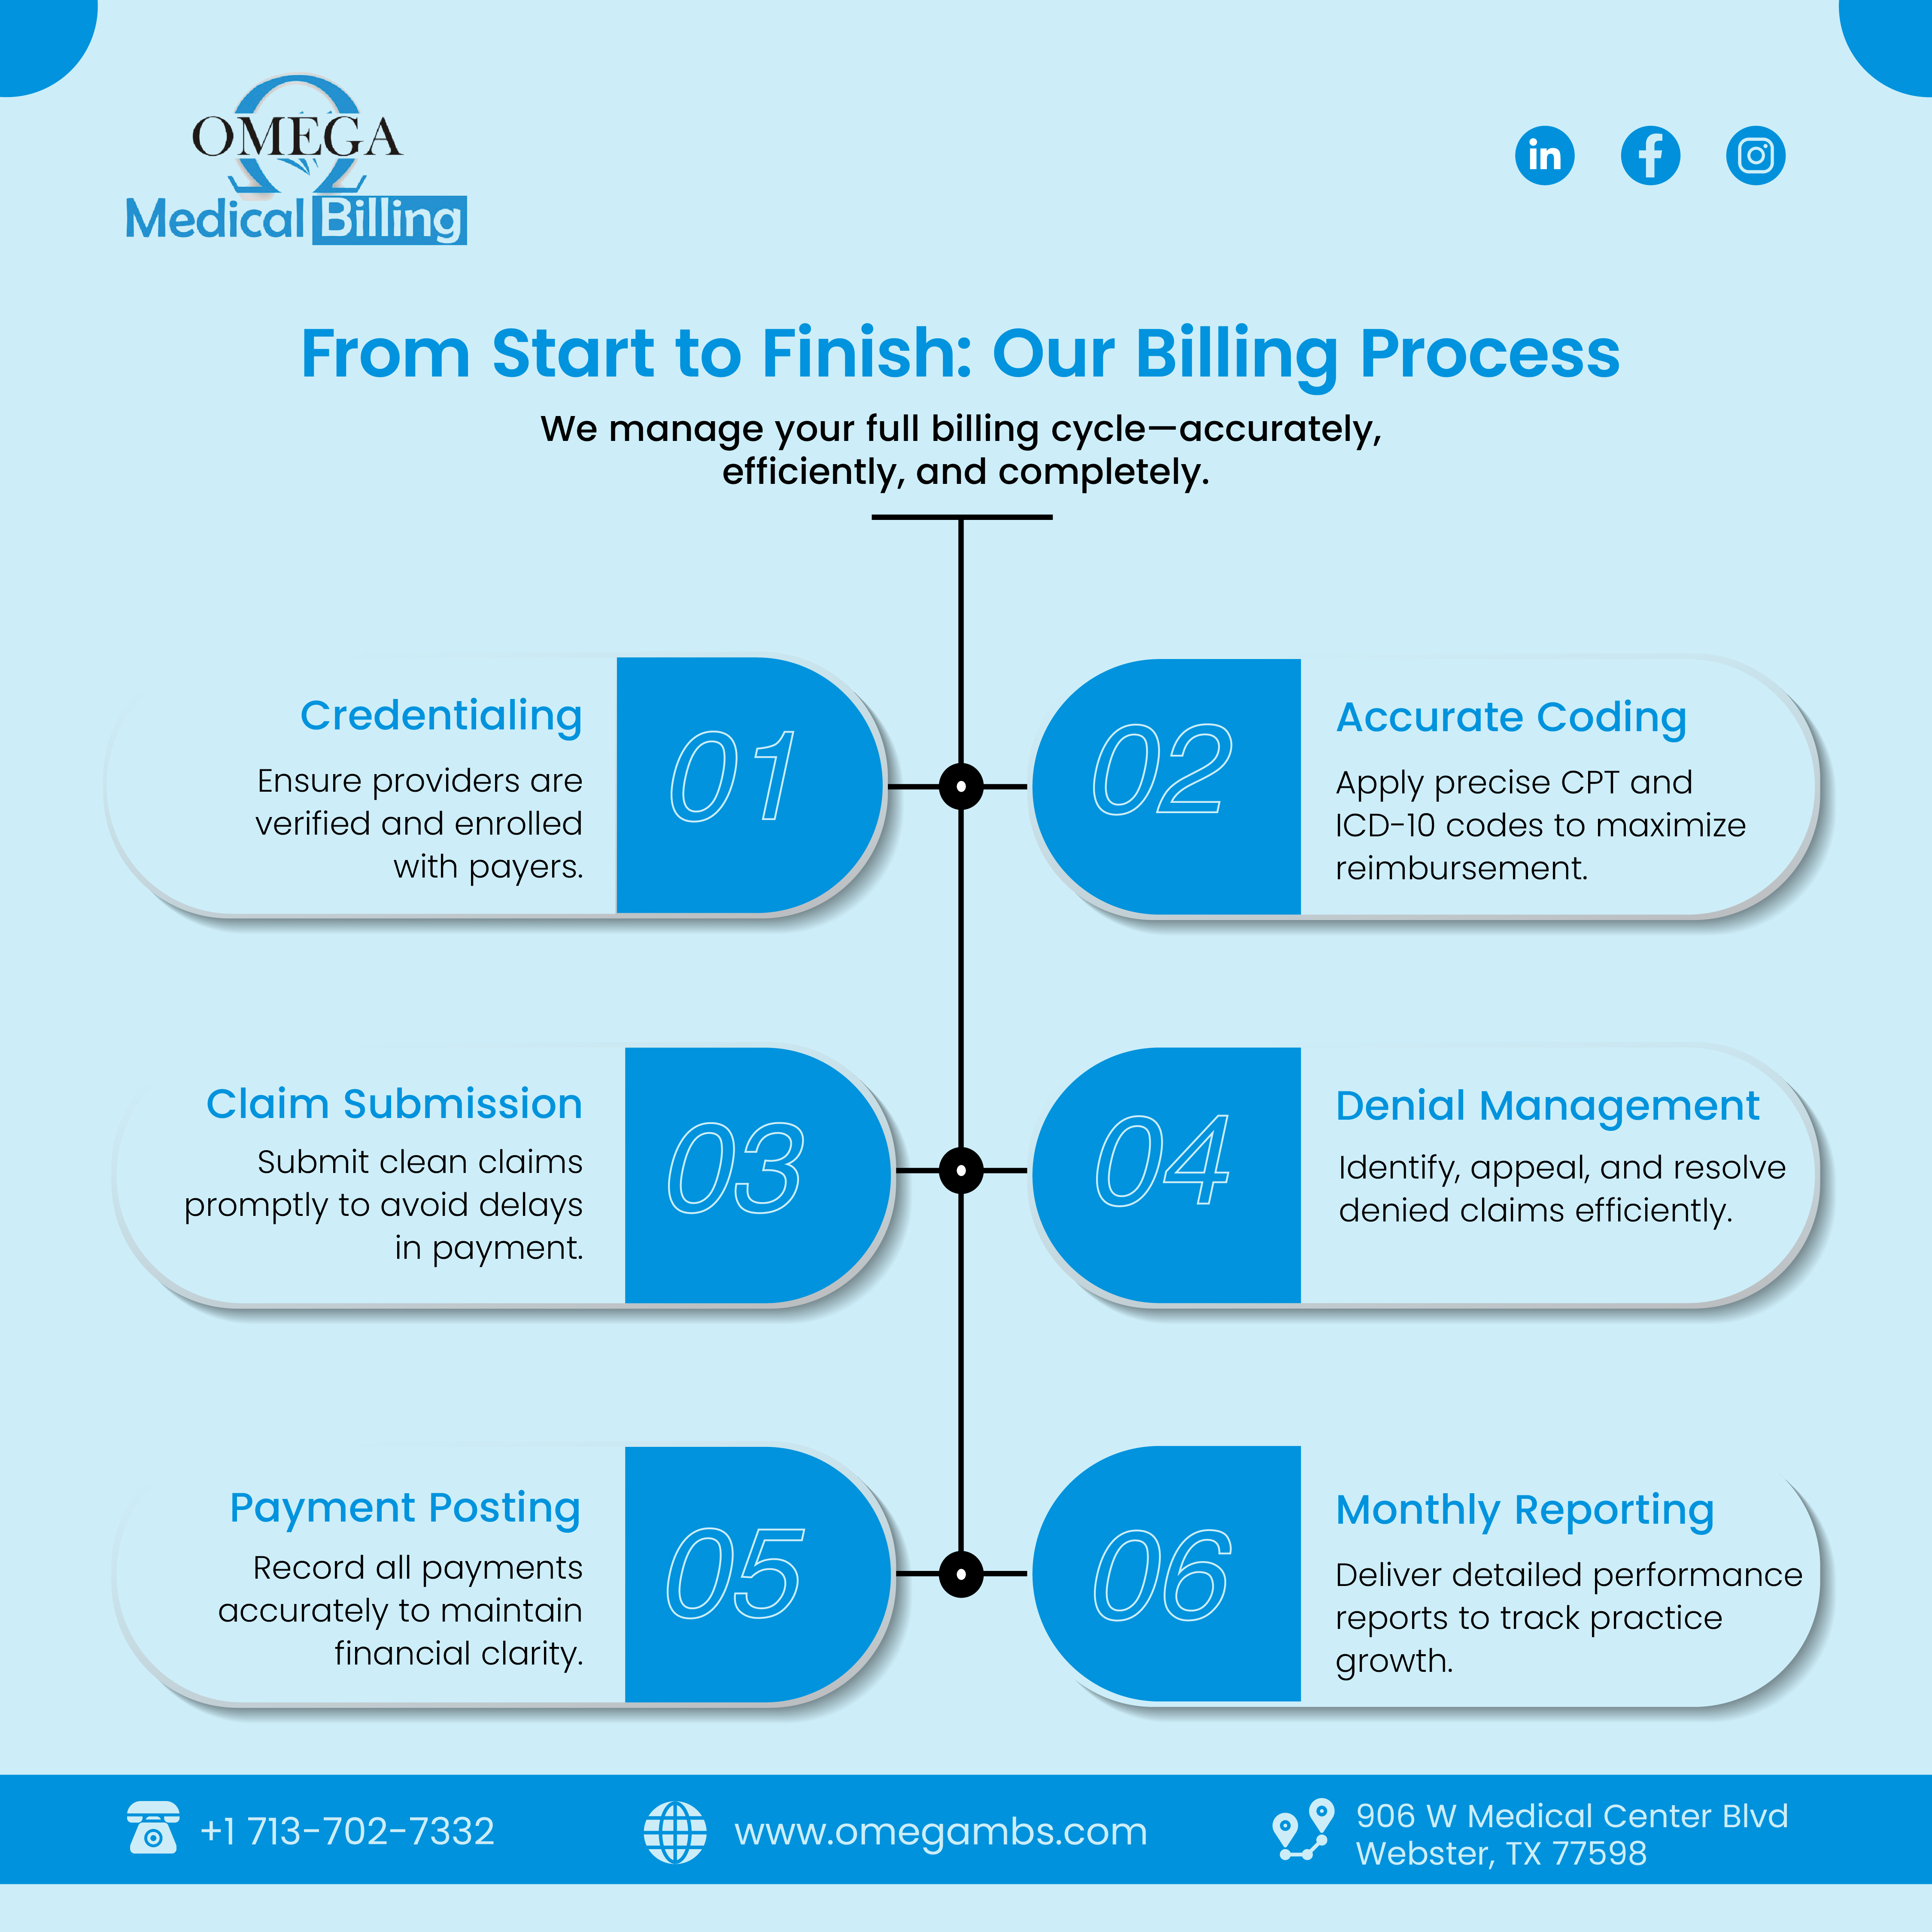 OMEGA
Medical Billing
in
f
From Start to Finish: Our Billing Process
We manage your full billing cycle—accurately,
efficiently, and completely.
01
Credentialing
Ensure providers are
verified and enrolled
with payers.
02
Accurate Coding
Apply precise CPT and
ICD-10 codes to maximize
reimbursement.
03
Claim Submission
Submit clean claims
promptly to avoid delays
in payment.
04
Denial Management
Identify, appeal, and resolve
denied claims efficiently.
05
Payment Posting
Record all payments
accurately to maintain
financial clarity.
06
Monthly Reporting
Deliver detailed performance
reports to track practice
growth.
+1 713-702-7332
www.omegambs.com
906 W Medical Center Blvd
Webster, TX 77598